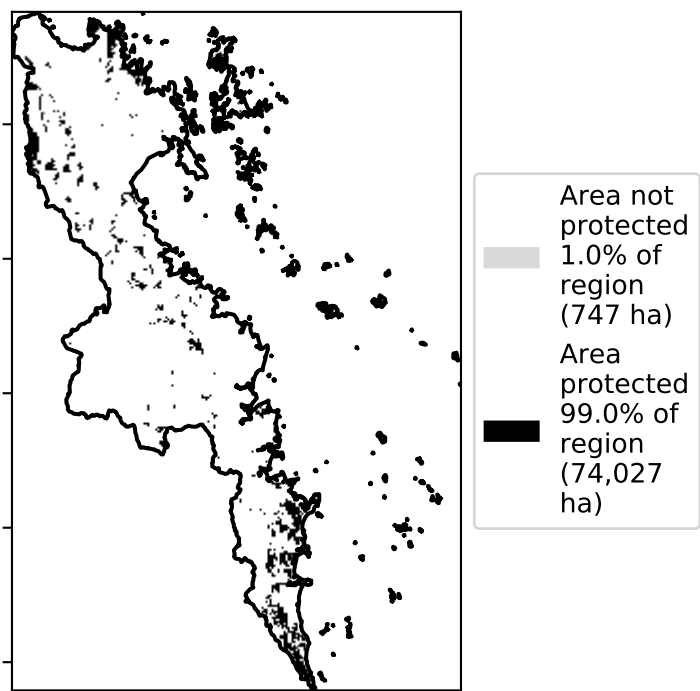 Area not
protected
1.0% of
region
(747 ha)
Area
protected
99.0% of
region
(74,027
ha)